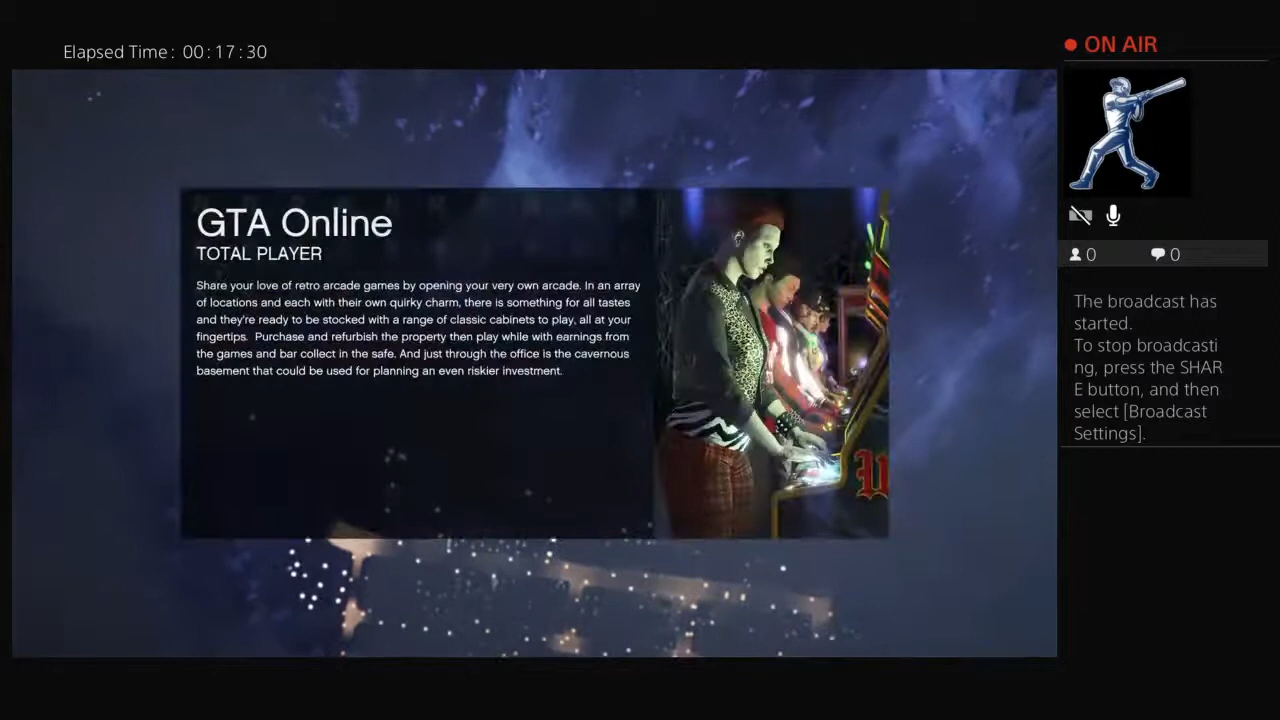 Elapsed Time: 00:17:30
ON AIR
GTA Online
TOTAL PLAYER
Share your love of retro arcade games by opening your very own arcade. In an array
of locations and each with their own quirky charm, there is something for all tastes
and they're ready to be stocked with a range of classic cabinets to play, all at your
fingertips. Purchase and refurbish the property then play while with earnings from
the games and bar collect in the safe. And just through the office is the cavernous
basement that could be used for planning an even riskier investment.
0
0
The broadcast has
started.
To stop broadcasti
ng, press the SHAR
E button, and then
select [Broadcast
Settings].